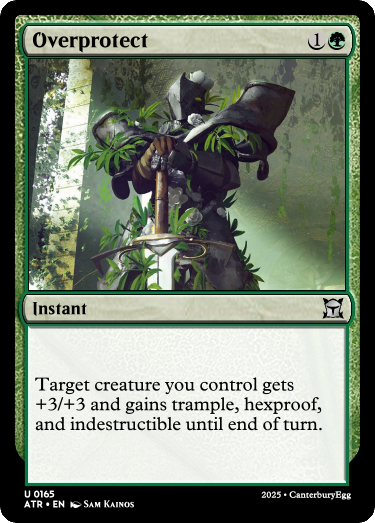 Overprotect 1
Instant
Target creature you control gets
+3/+3 and gains trample, hexproof,
and indestructible until end of turn.
U 0165
ATR • EN Sam Kainos
2025 • CanterburyEgg